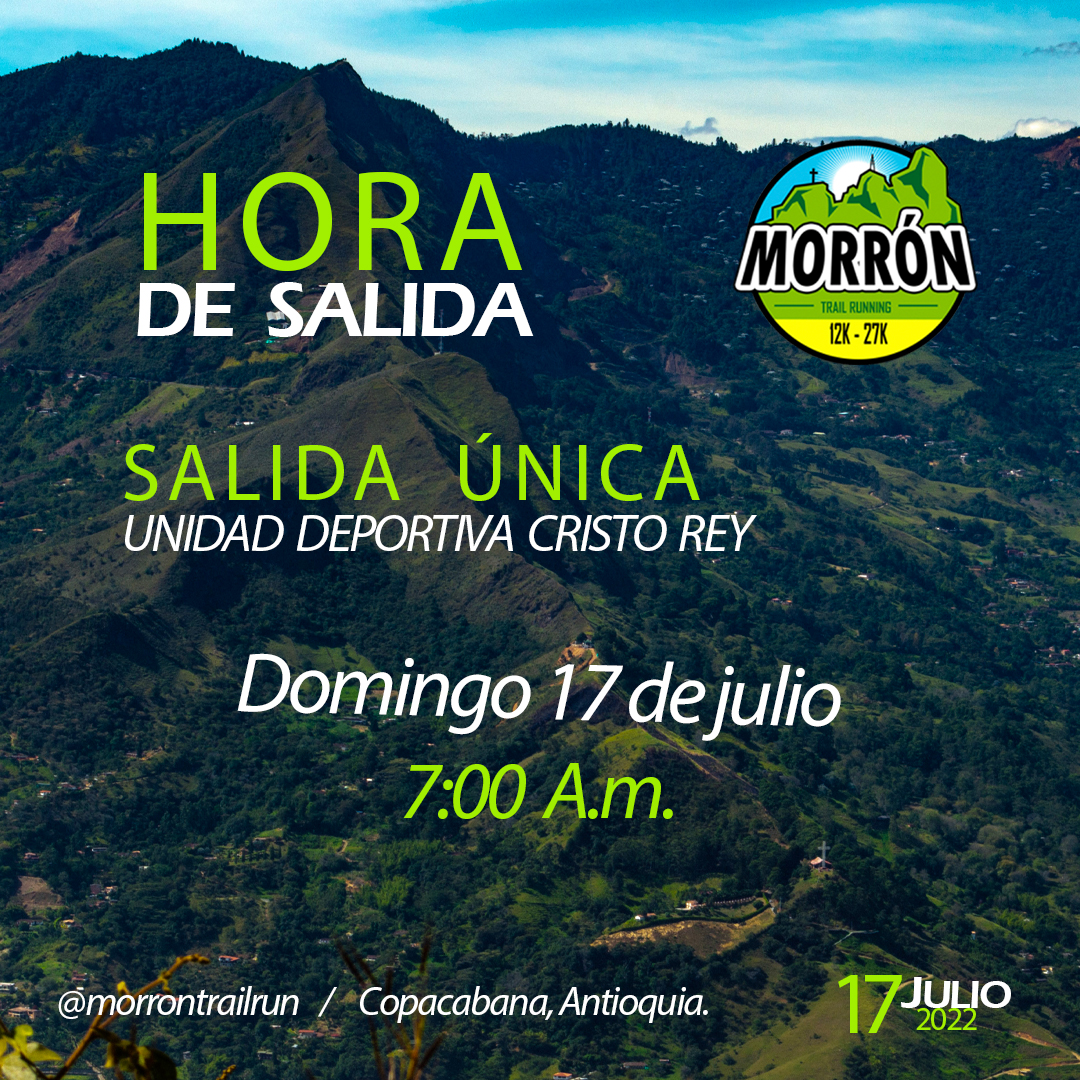 HORA
DE SALIDA
MORRÓN
TRAIL RUNNING
12K - 27K
SALIDA ÚNICA
UNIDAD DEPORTIVA CRISTO REY
Domingo 17 de julio
7:00 A.m.
@morrontrailrun / Copacabana, Antioquia.
17 JULIO
2022